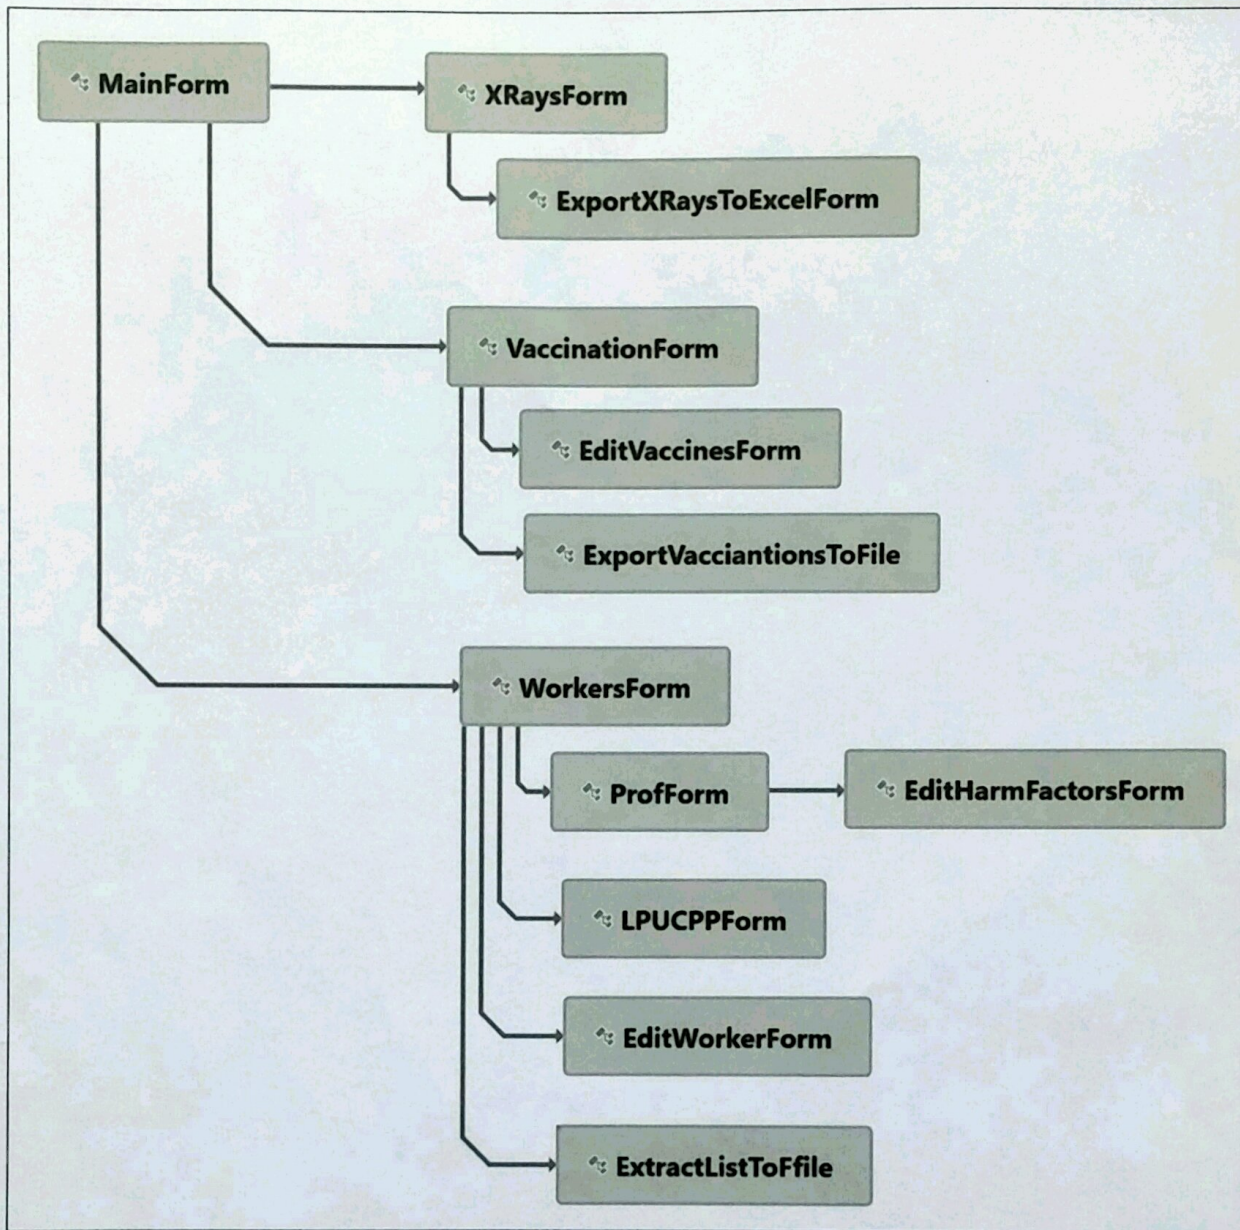 MainForm
XRaysForm
ExportXRaysToExcelForm
VaccinationForm
EditVaccinesForm
ExportVacciantionsToFile
WorkersForm
ProfForm
EditHarmFactorsForm
LPUCPPForm
EditWorkerForm
ExtractListToFfile